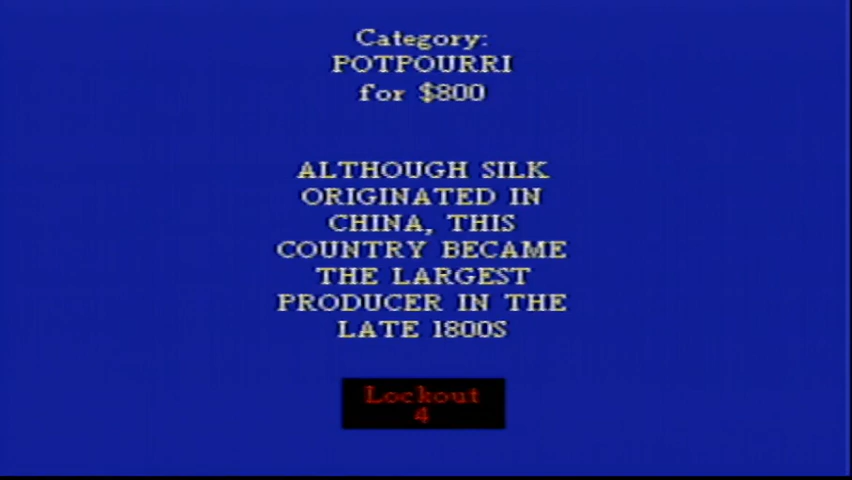 Category:
POTPOURRI
for $800
ALTHOUGH SILK
ORIGINATED IN
CHINA, THIS
COUNTRY BECAME
THE LARGEST
PRODUCER IN THE
LATE 1800S
Lockout
4